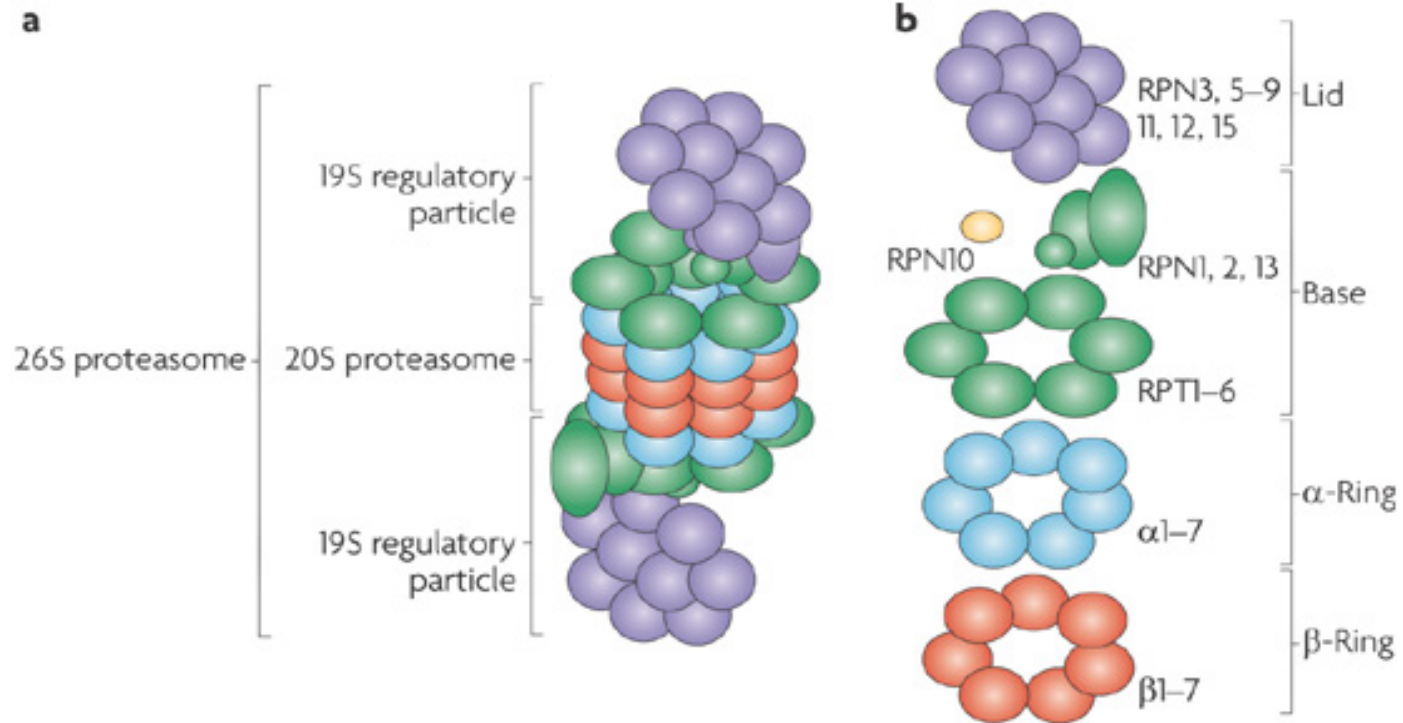 a
19S regulatory
particle
26S proteasome
20S proteasome
19S regulatory
particle
b
RPN3, 5–9
11, 12, 15
Lid
RPN10
RPN1, 2, 13
Base
RPT1–6
α-Ring
α1–7
β-Ring
β1–7